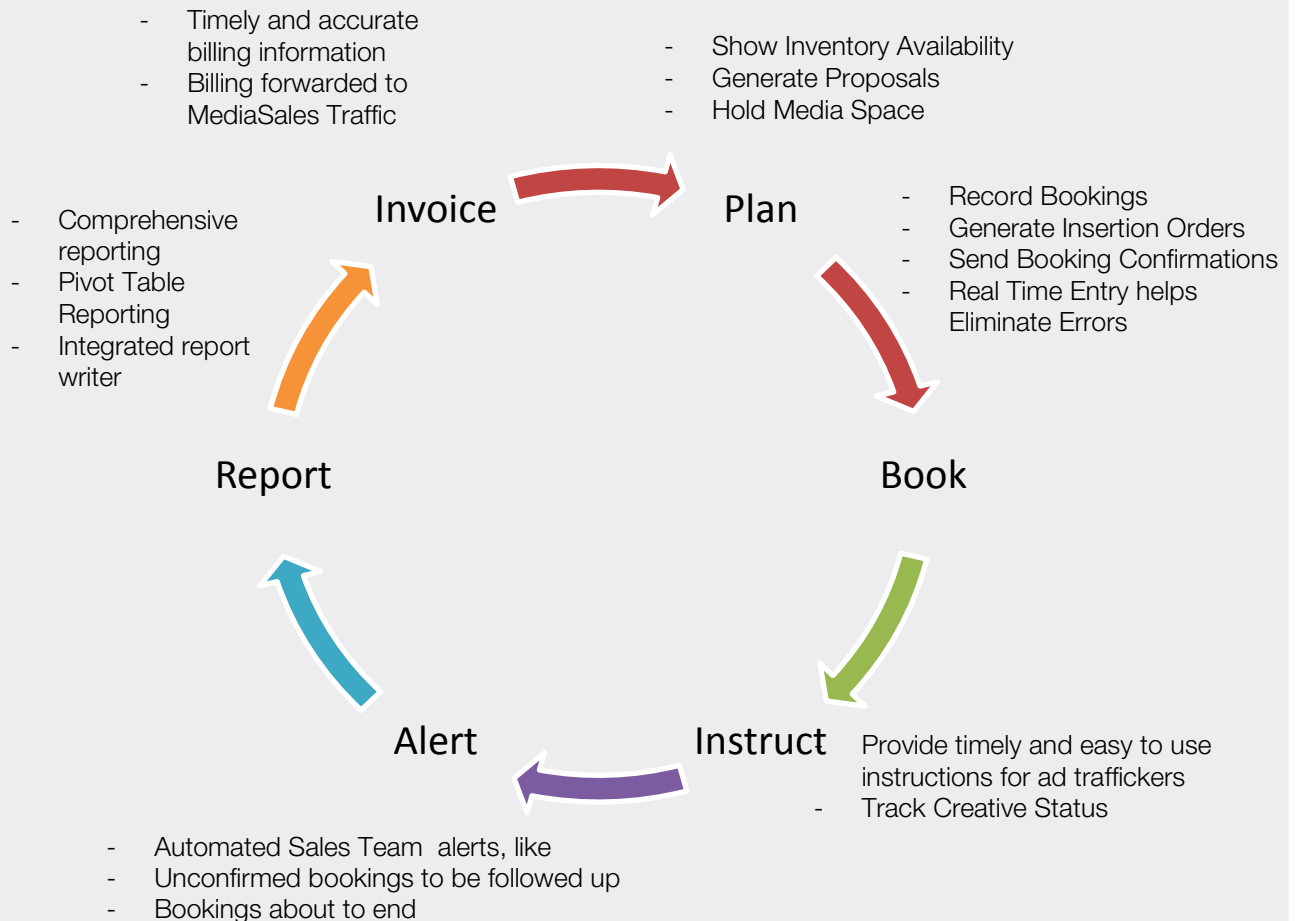 - Timely and accurate
billing information
- Billing forwarded to
MediaSales Traffic
- Show Inventory Availability
- Generate Proposals
- Hold Media Space
Invoice
Plan
- Record Bookings
- Generate Insertion Orders
- Send Booking Confirmations
- Real Time Entry helps
Eliminate Errors
- Comprehensive
reporting
- Pivot Table
Reporting
- Integrated report
writer
Report
Book
Alert
Instruct
- Provide timely and easy to use
instructions for ad traffickers
- Track Creative Status
- Automated Sales Team  alerts, like
- Unconfirmed bookings to be followed up
- Bookings about to end